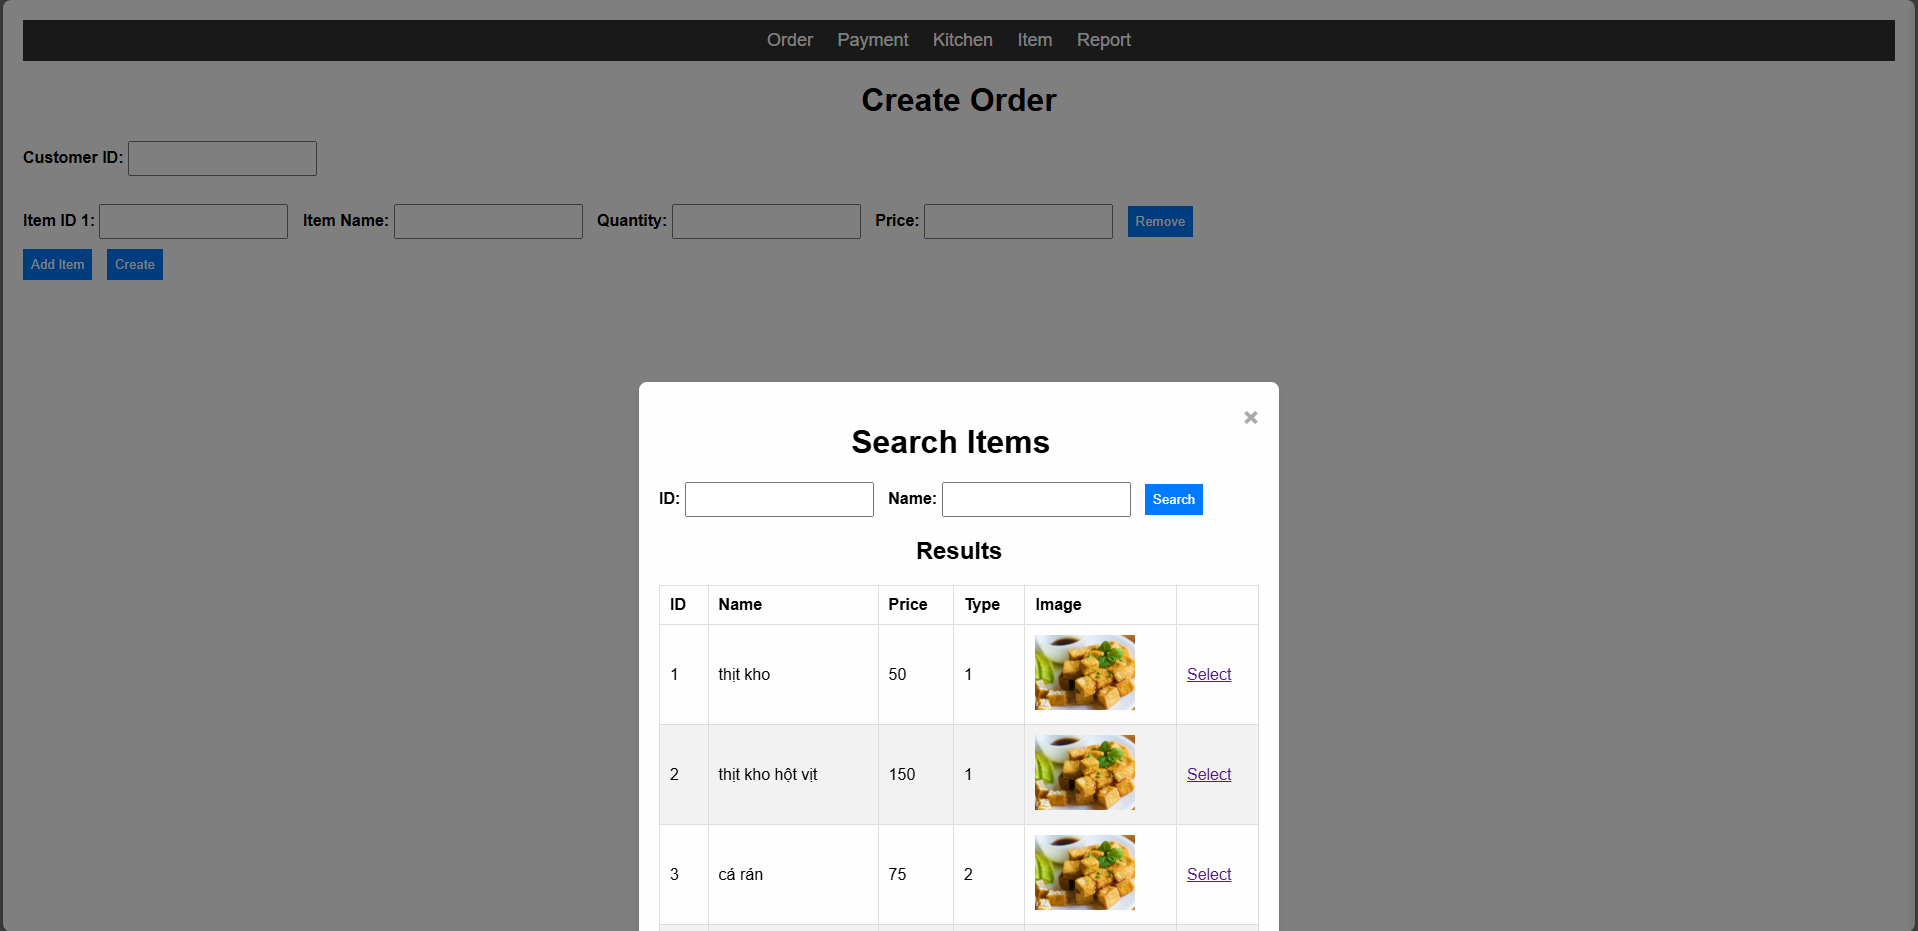 Order Payment Kitchen Item Report
Create Order
Customer ID:
Item ID 1: Item Name: Quantity: Price: Remove
Add Item Create
×
Search Items
ID: Name: Search
Results
ID Name Price Type Image
1 thịt kho 50 1 Select
2 thịt kho hột vịt 150 1 Select
3 cá rán 75 2 Select